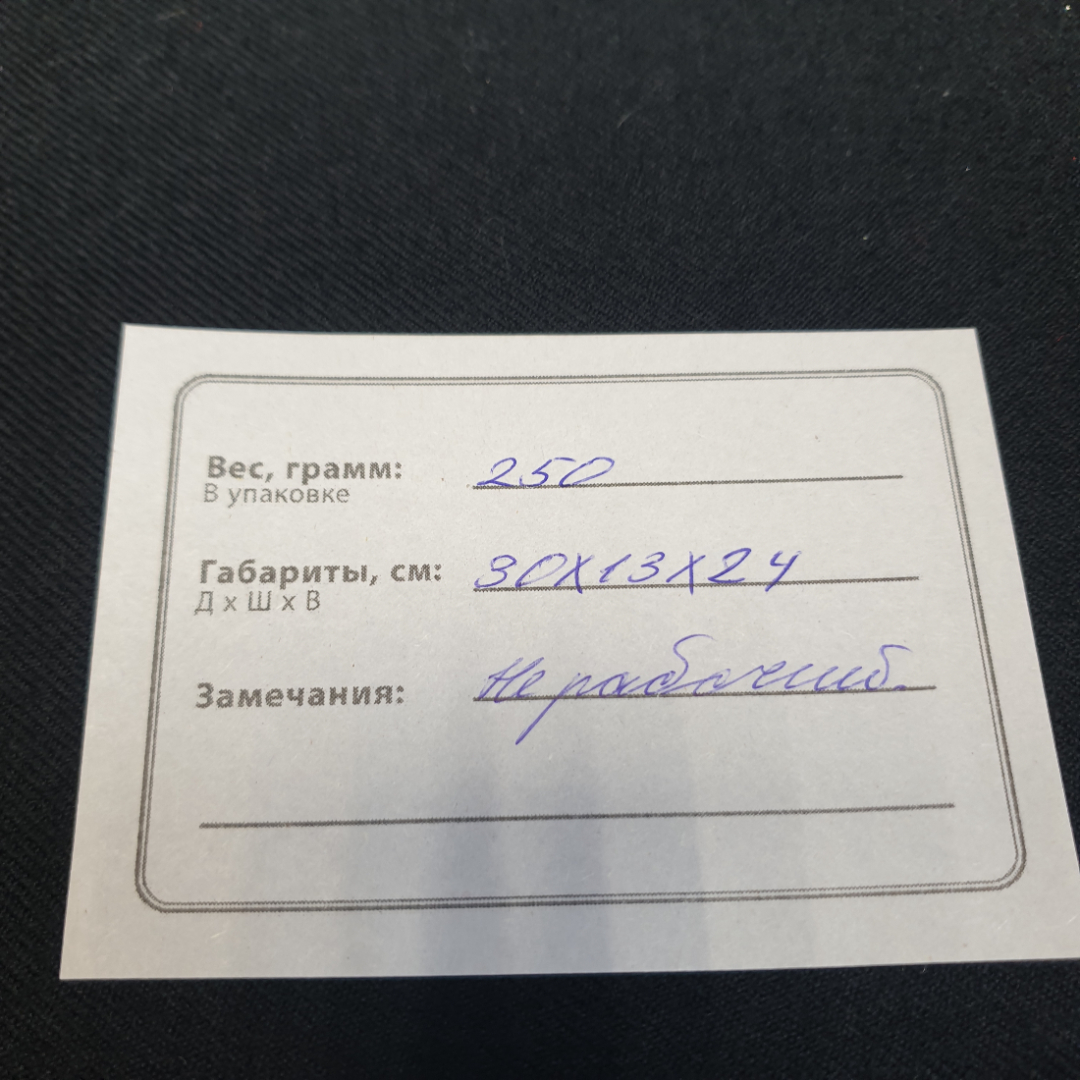 Вес, грамм: 250
В упаковке
Габариты, см: 30х13х24
Д х Ш х В
Замечания: Не рабочий.